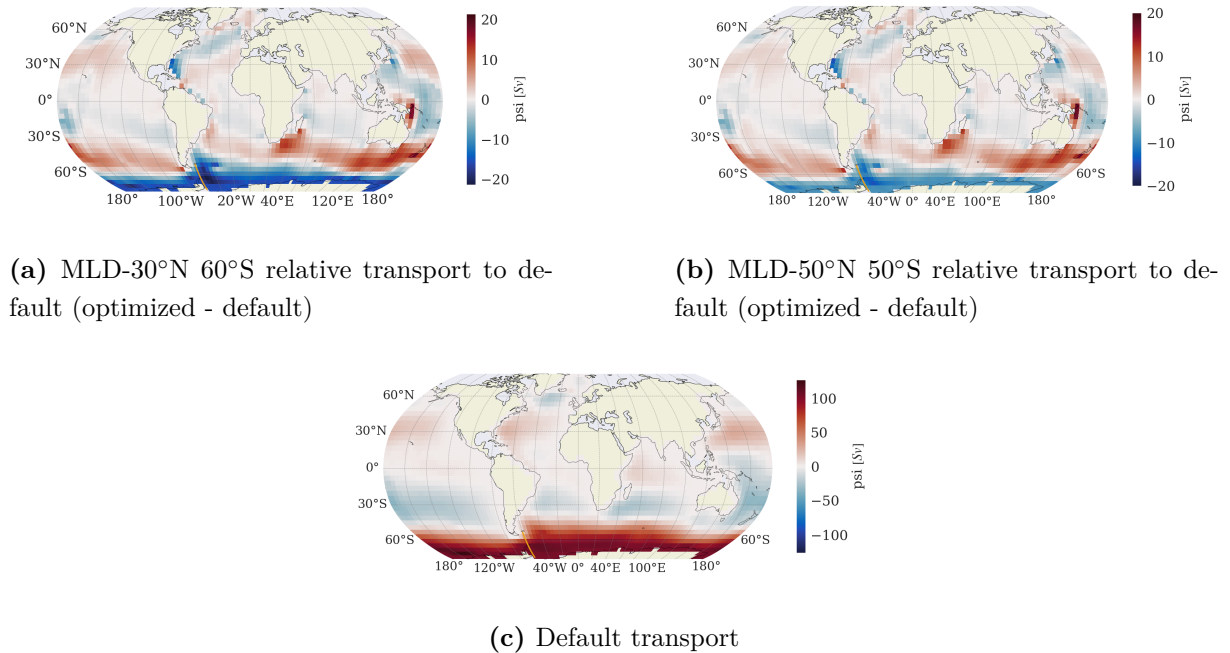 60°N
30°N
0°
30°S
60°S
180° 100°W 20°W 40°E 120°E 180°
20
10
0
−10
−20
psi [Sv]
60°N
30°N
0°
30°S
60°S
120°W 40°W 0° 40°E 100°E 180°
20
10
0
−10
−20
psi [Sv]
(a) MLD-30°N 60°S relative transport to de-
fault (optimized - default)
(b) MLD-50°N 50°S relative transport to de-
fault (optimized - default)
60°N
30°N
0°
30°S
60°S
60°S
180° 120°W 40°W 0° 40°E 100°E 180°
100
50
0
−50
−100
psi [Sv]
(c) Default transport